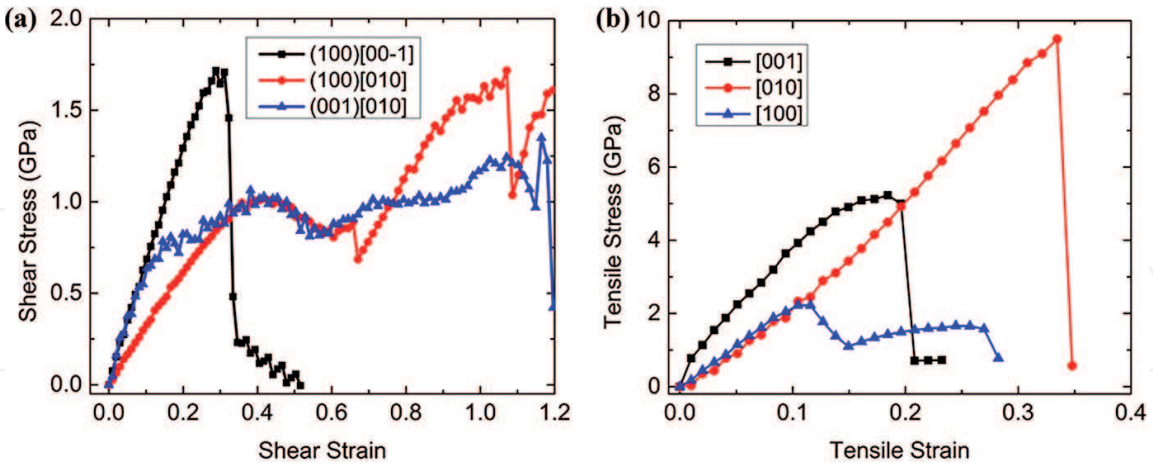 (a)
2.0
1.5
1.0
0.5
0.0
Shear Stress (GPa)
(100)[00-1]
(100)[010]
(001)[010]
0.0 0.2 0.4 0.6 0.8 1.0 1.2
Shear Strain
(b)
10
8
6
4
2
0
Tensile Stress (GPa)
[001]
[010]
[100]
0.0 0.1 0.2 0.3 0.4
Tensile Strain